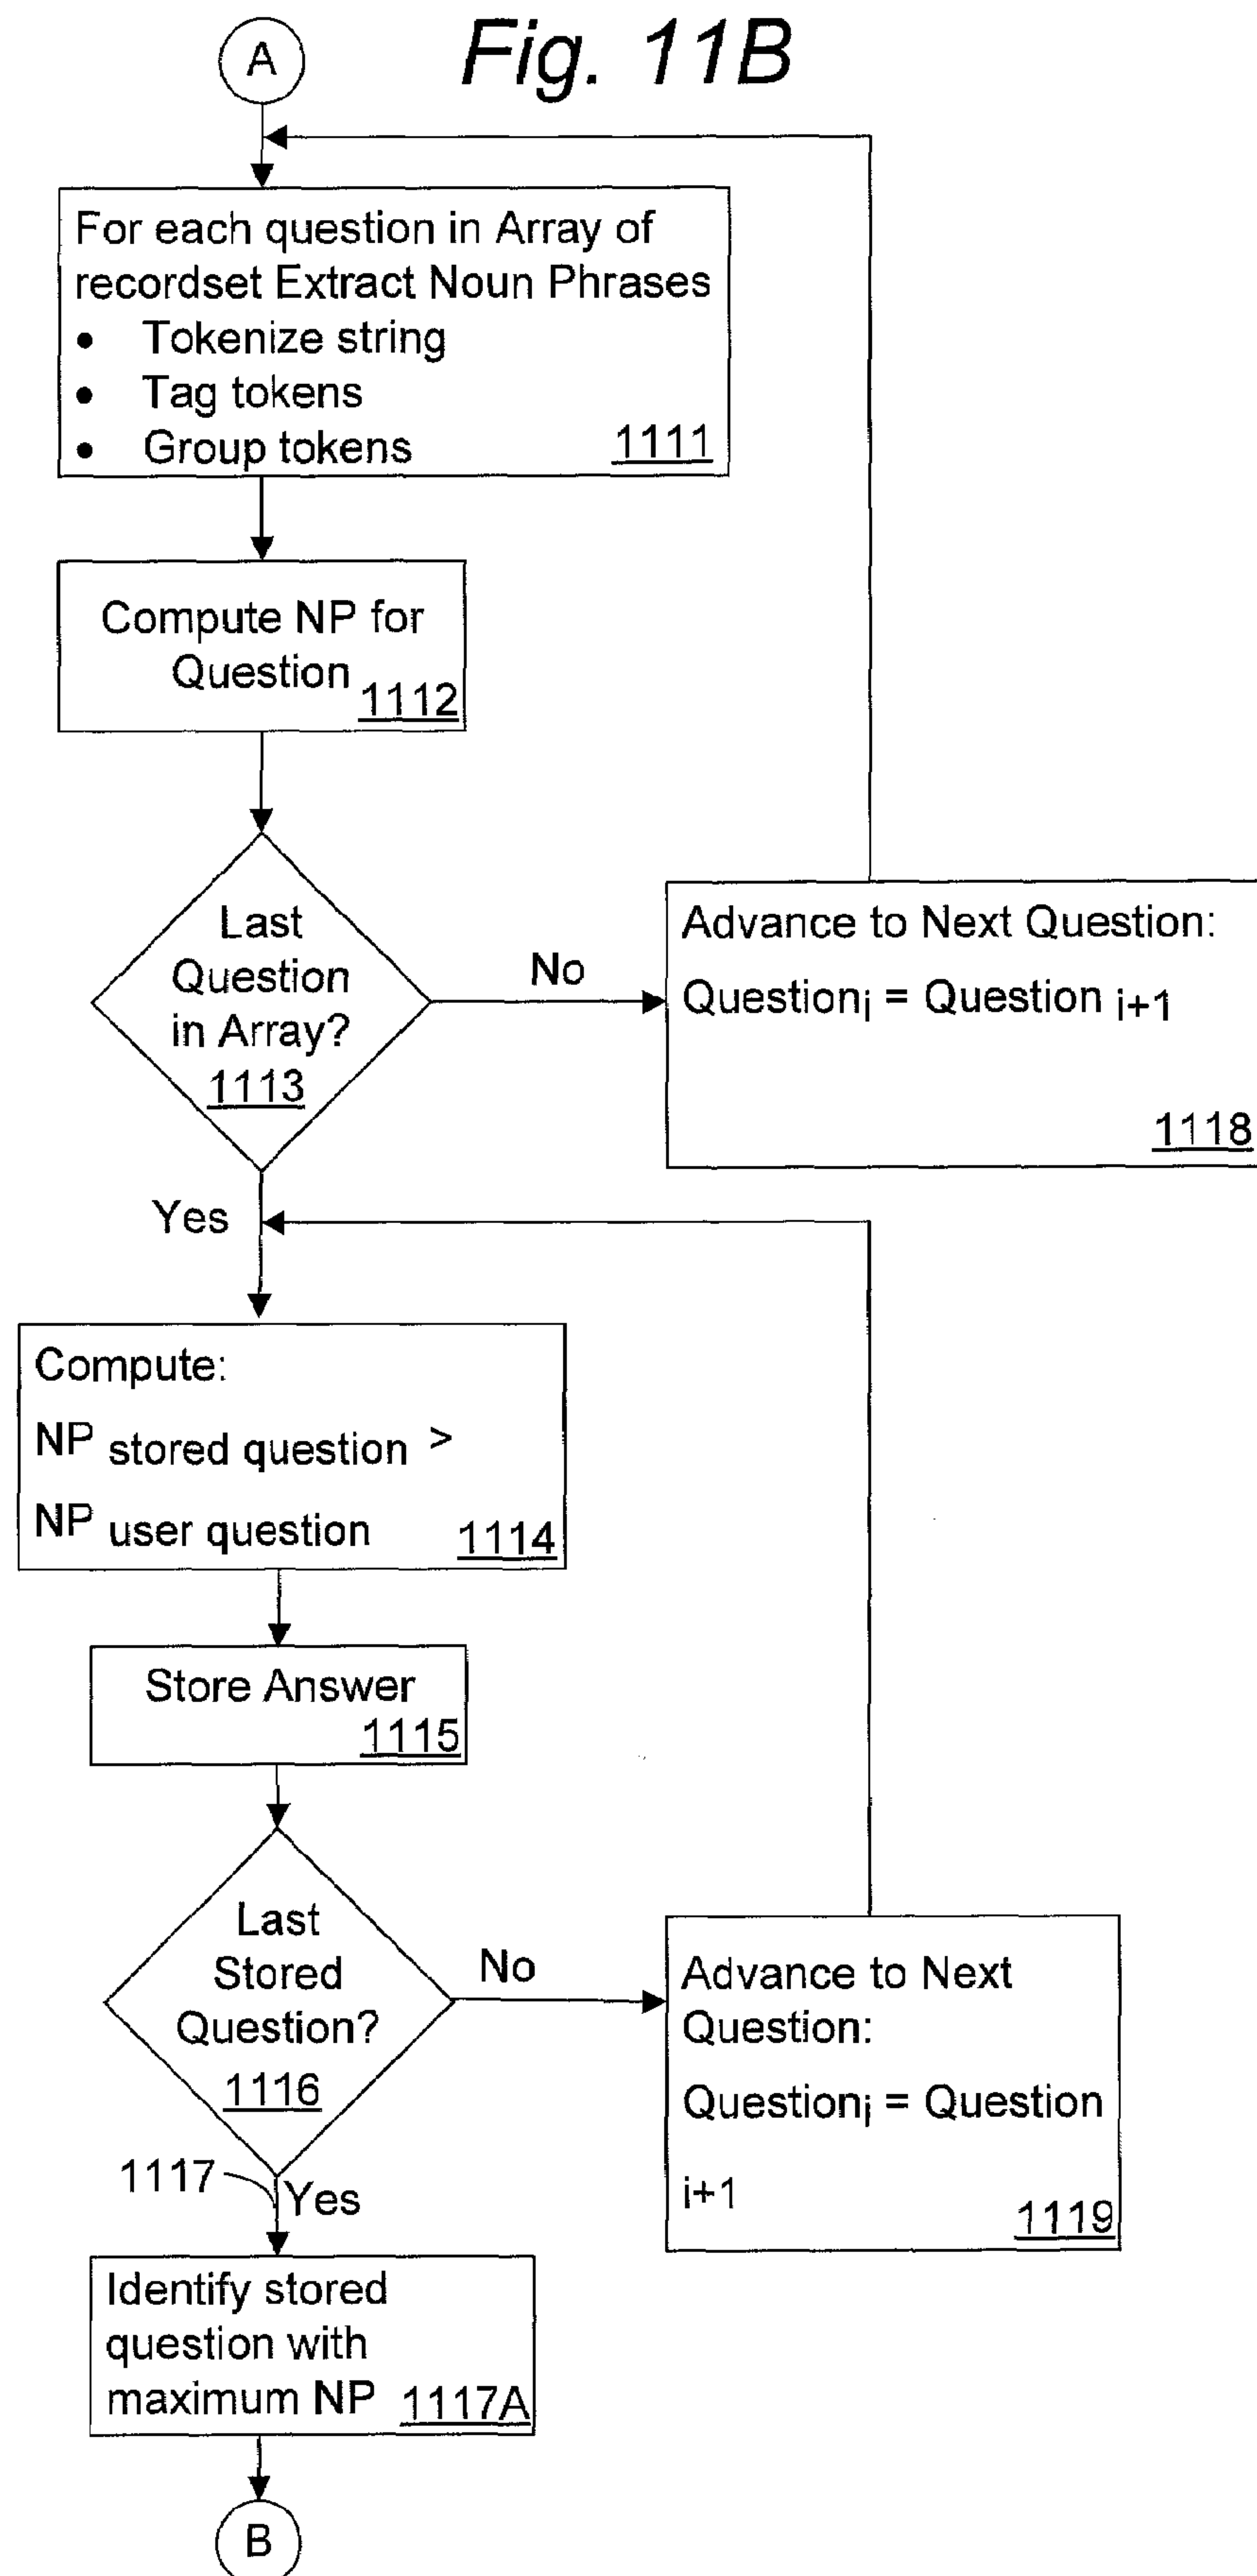 A
Fig. 11B
For each question in Array of
recordset Extract Noun Phrases
• Tokenize string
• Tag tokens
• Group tokens 1111
Compute NP for
Question 1112
Last
Question
in Array?
1113
No
Advance to Next Question:
Questioni = Question i+1
1118
Yes
Compute:
NP stored question >
NP user question 1114
Store Answer
1115
Last
Stored
Question?
1116
No
Advance to Next
Question:
Questioni = Question
i+1
1119
1117
Yes
Identify stored
question with
maximum NP 1117A
B